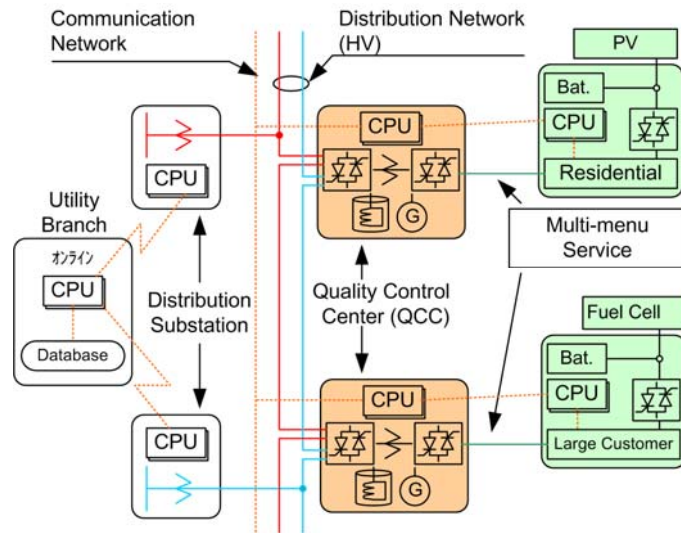 Communication
Network
Distribution Network
(HV)
PV
Bat.
CPU
Residential
CPU
G
CPU
Utility
Branch
オンライン
CPU
Database
Distribution
Substation
Quality Control
Center (QCC)
Multi-menu
Service
Fuel Cell
Bat.
CPU
Large Customer
CPU
G
CPU